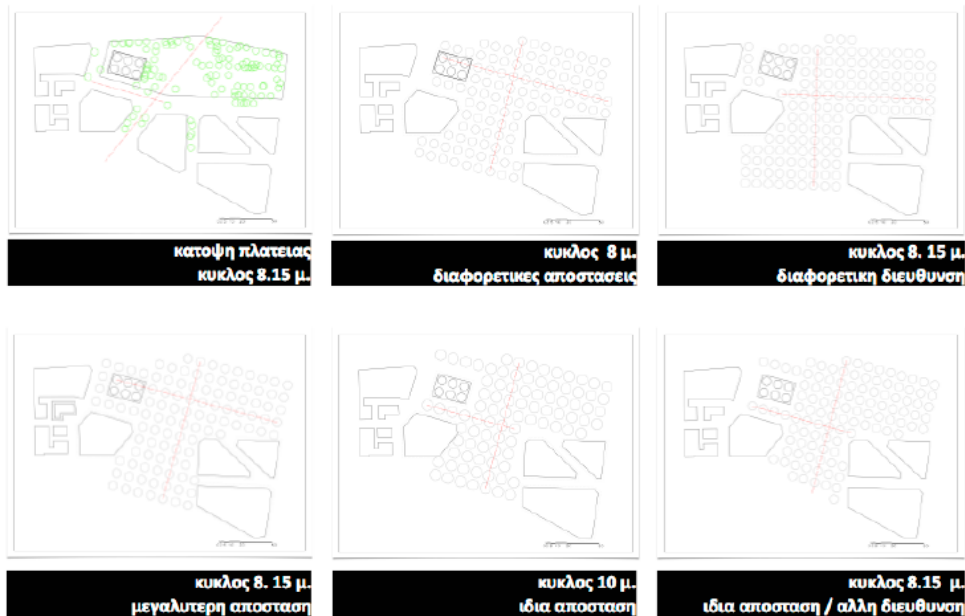 κατοψη πλατειας
κυκλος 8.15 μ.
κυκλος 8 μ.
διαφορετικες αποστασεις
κυκλος 8. 15 μ.
διαφορετικη διευθυνση
κυκλος 8. 15 μ.
μεγαλυτερη αποσταση
κυκλος 10 μ.
ιδια αποσταση
κυκλος 8.15 μ.
ιδια αποσταση / αλλη διευθυνση